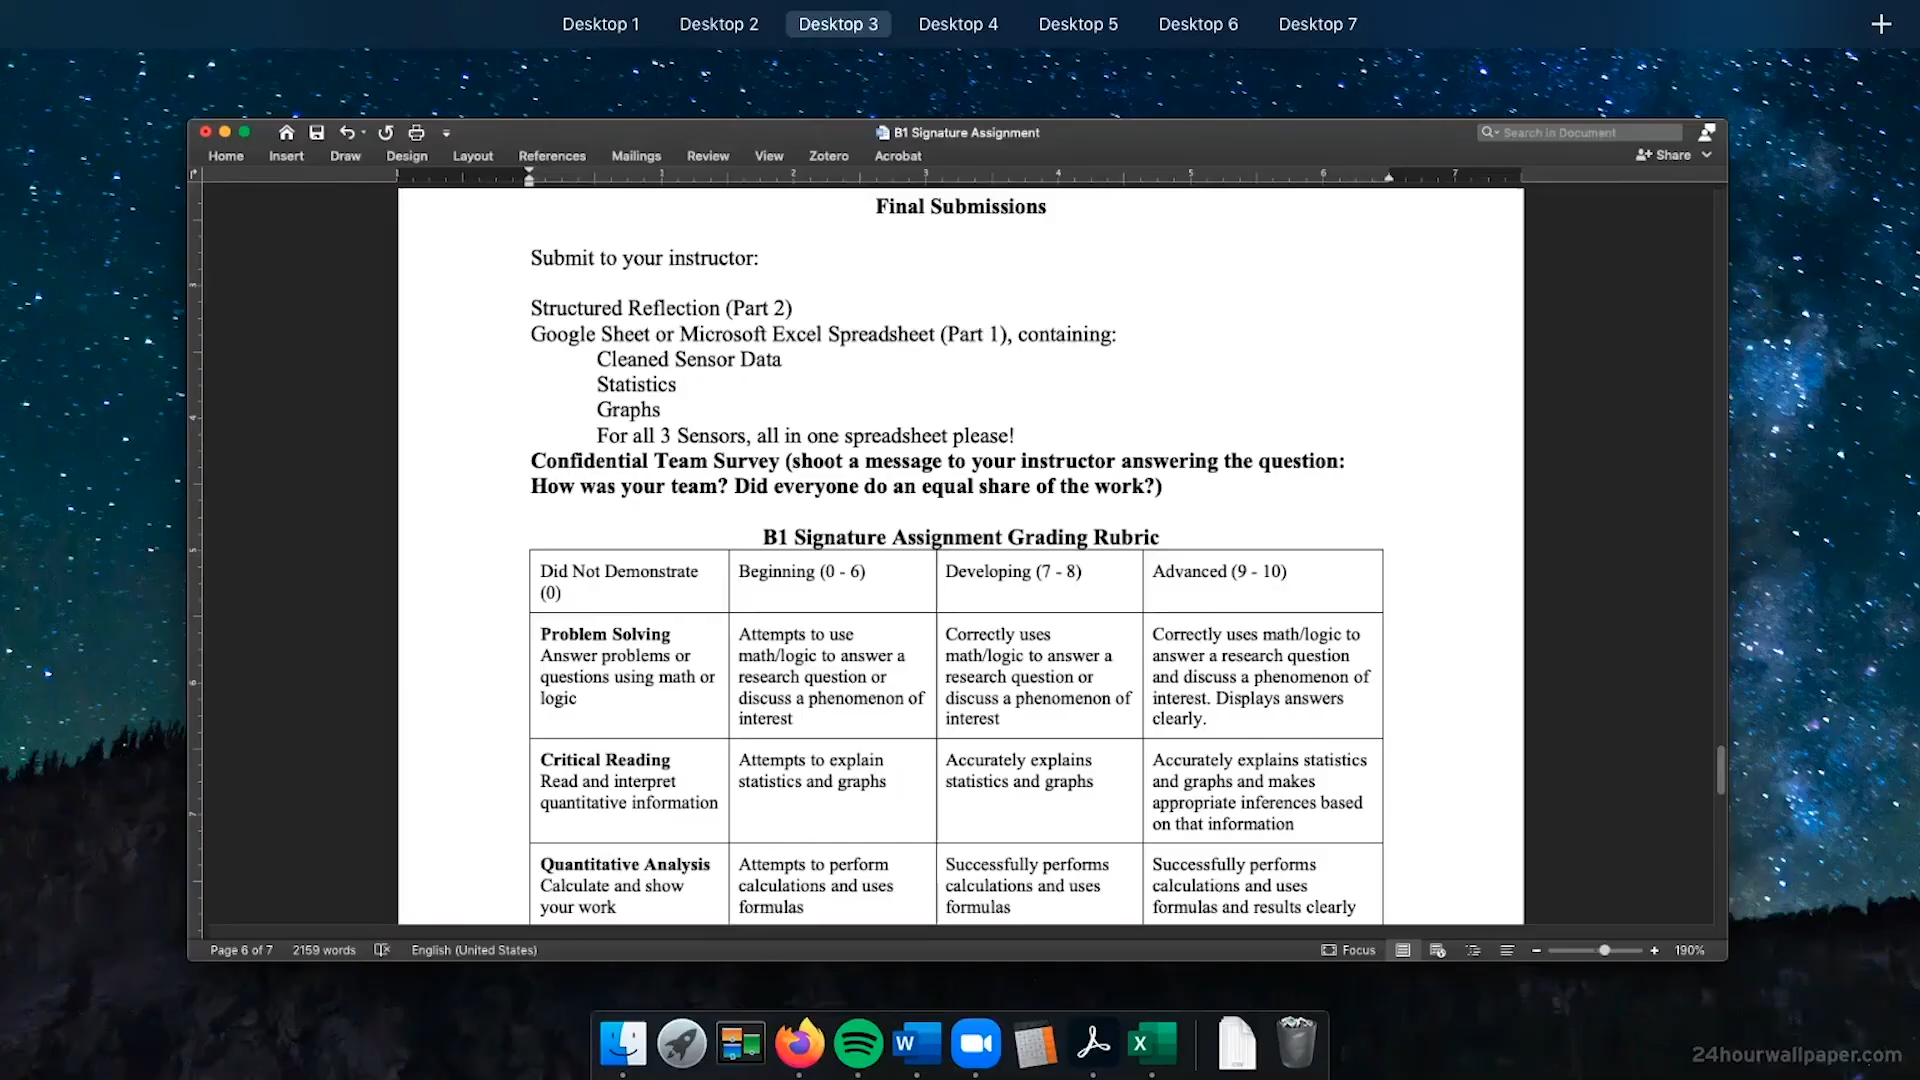 Desktop 1 Desktop 2 Desktop 3 Desktop 4 Desktop 5 Desktop 6 Desktop 7
B1 Signature Assignment
Search in Document
Home Insert Draw Design Layout References Mailings Review View Zotero Acrobat
Share
1 1 2 3 4 5 6 7
Final Submissions
Submit to your instructor:
Structured Reflection (Part 2)
Google Sheet or Microsoft Excel Spreadsheet (Part 1), containing:
Cleaned Sensor Data
Statistics
Graphs
For all 3 Sensors, all in one spreadsheet please!
Confidential Team Survey (shoot a message to your instructor answering the question:
How was your team? Did everyone do an equal share of the work?)
B1 Signature Assignment Grading Rubric
Did Not Demonstrate
(0)
Beginning (0 - 6)
Developing (7 - 8)
Advanced (9 - 10)
Problem Solving
Answer problems or
questions using math or
logic
Attempts to use
math/logic to answer a
research question or
discuss a phenomenon of
interest
Correctly uses
math/logic to answer a
research question or
discuss a phenomenon of
interest
Correctly uses math/logic to
answer a research question
and discuss a phenomenon of
interest. Displays answers
clearly.
Critical Reading
Read and interpret
quantitative information
Attempts to explain
statistics and graphs
Accurately explains
statistics and graphs
Accurately explains statistics
and graphs and makes
appropriate inferences based
on that information
Quantitative Analysis
Calculate and show
your work
Attempts to perform
calculations and uses
formulas
Successfully performs
calculations and uses
formulas
Successfully performs
calculations and uses
formulas and results clearly
Page 6 of 7 2159 words English (United States)
Focus
190%
24hourwallpaper.com